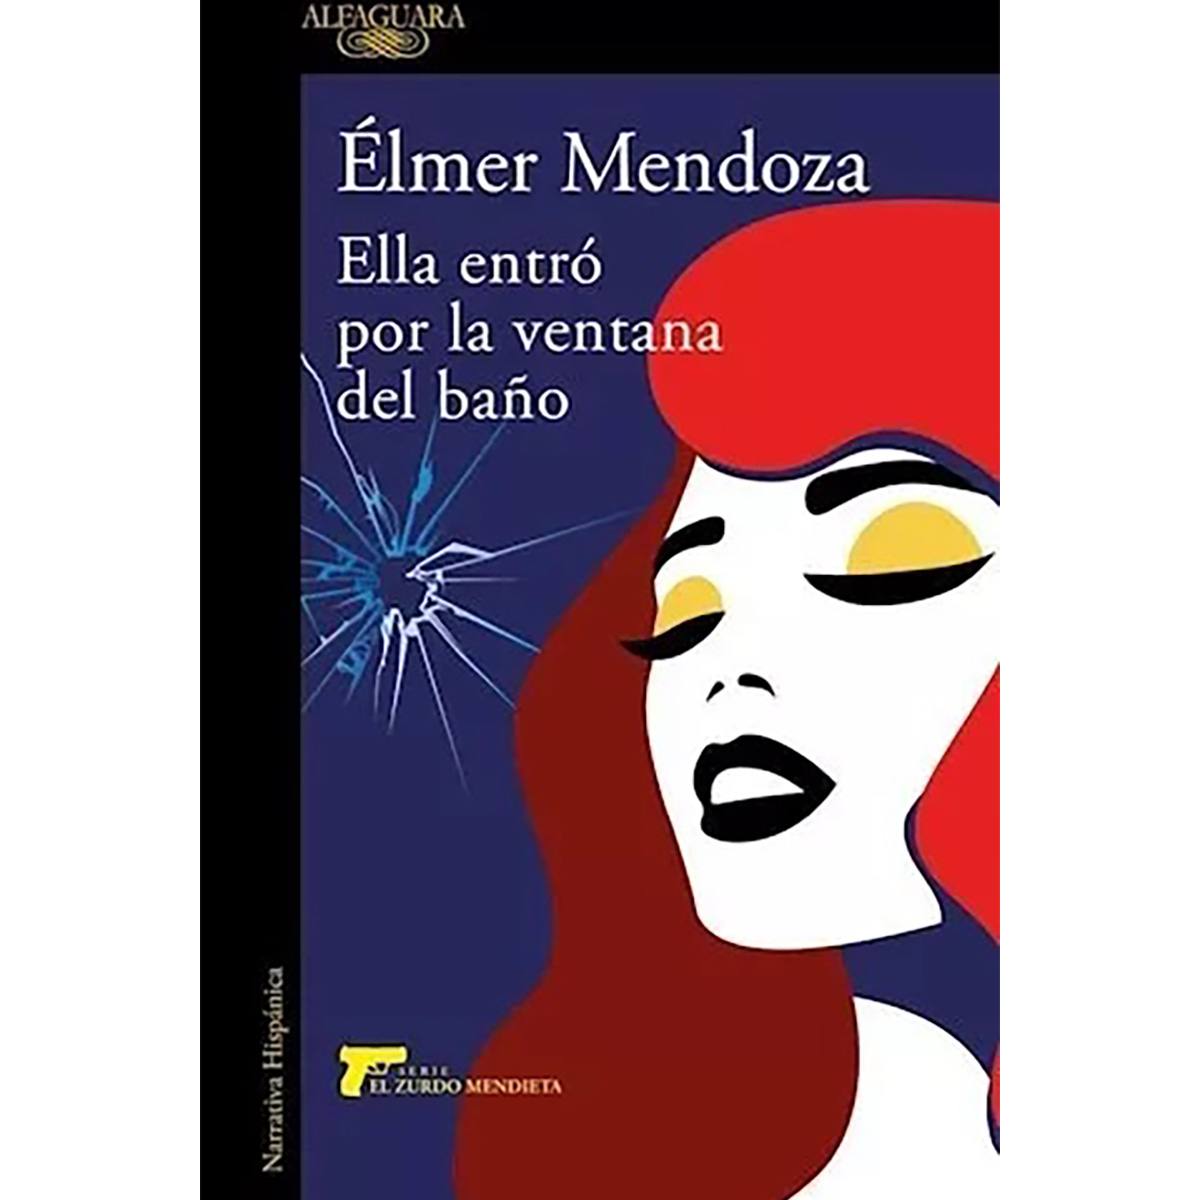 ALFAGUARA
Élmer Mendoza
Ella entró
por la ventana
del baño
SERIE
EL ZURDO MENDIETA
Narrativa Hispánica